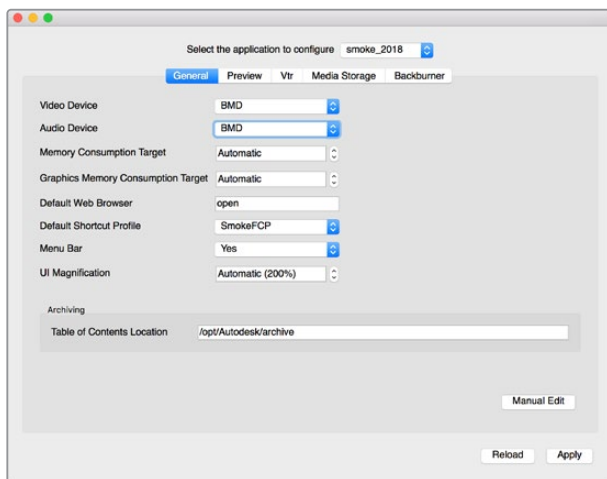 Select the application to configure smoke_2018
General Preview Vtr Media Storage Backburner
Video Device BMD
Audio Device BMD
Memory Consumption Target Automatic
Graphics Memory Consumption Target Automatic
Default Web Browser open
Default Shortcut Profile SmokeFCP
Menu Bar Yes
UI Magnification Automatic (200%)
Archiving
Table of Contents Location /opt/Autodesk/archive
Manual Edit
Reload Apply